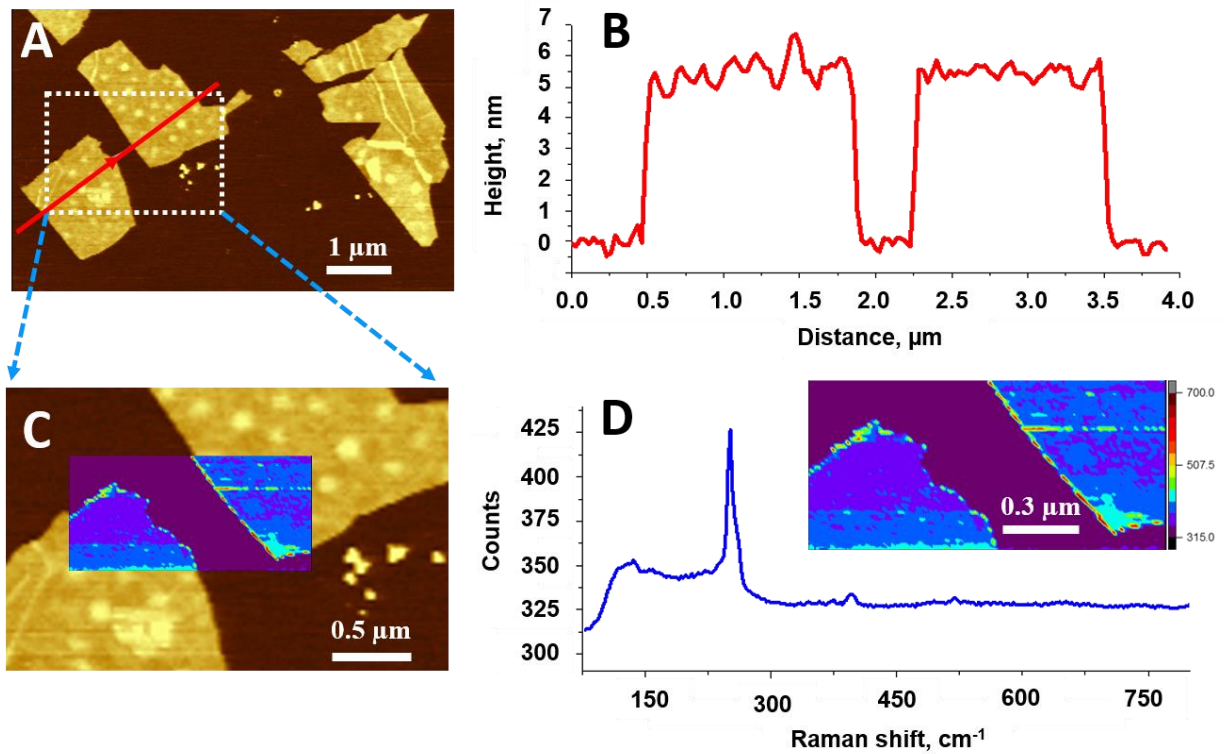 A
1 µm
B
Height, nm
7
6
5
4
3
2
1
0
0.0 0.5 1.0 1.5 2.0 2.5 3.0 3.5 4.0
Distance, µm
C
0.5 µm
D
Counts
425
400
375
350
325
300
150 300 450 600 750
Raman shift, cm⁻¹
0.3 µm
700.0
507.5
315.0